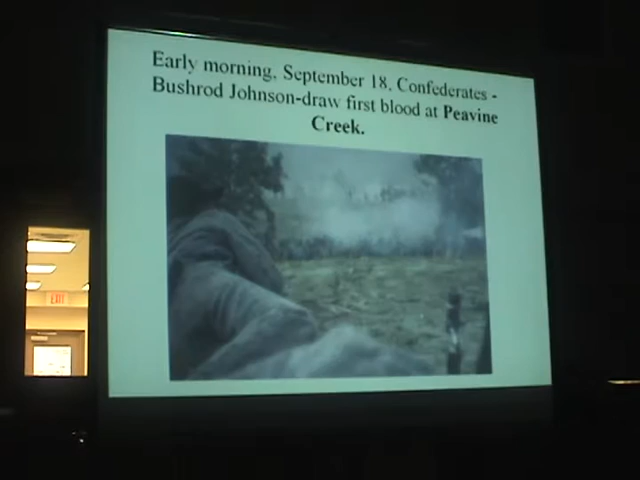 Early morning, September 18, Confederates -
Bushrod Johnson-draw first blood at Peavine
Creek.
EXIT